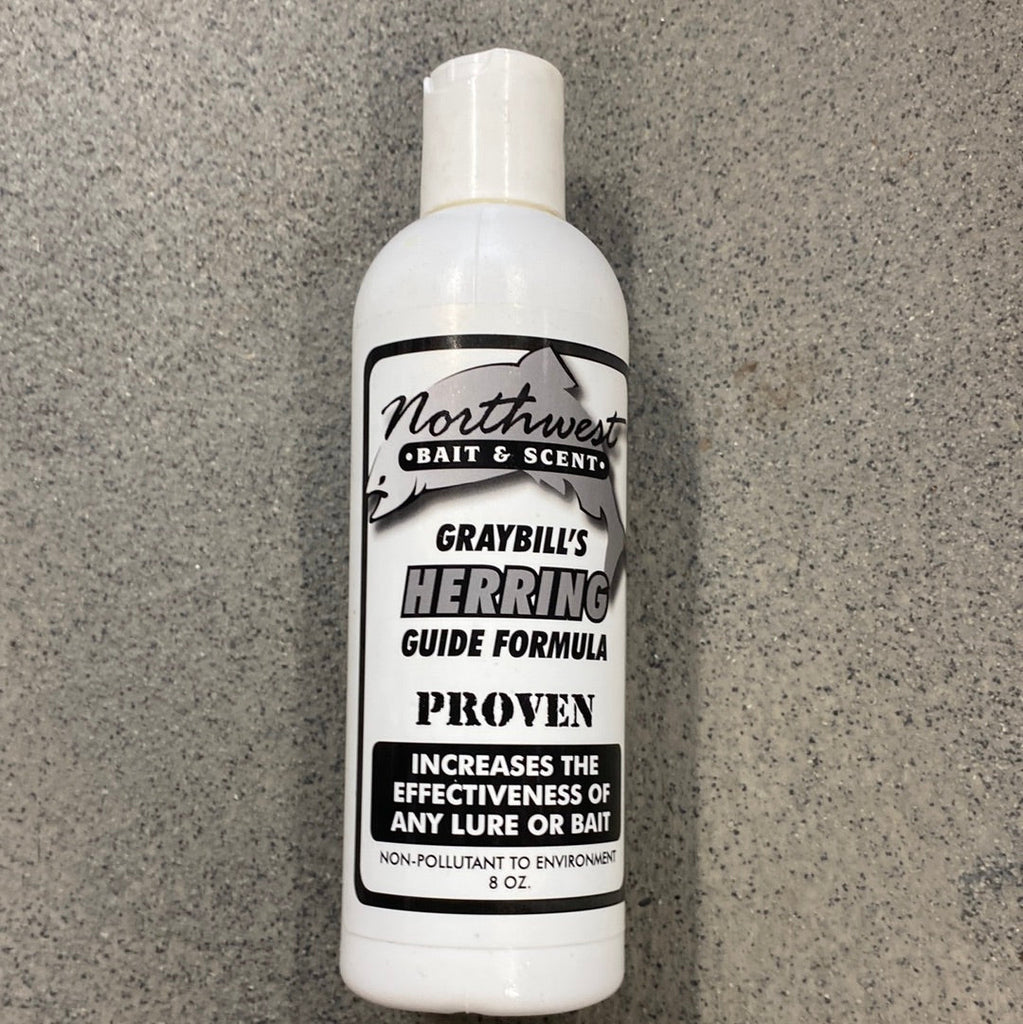 Northwest
•BAIT & SCENT•
GRAYBILL'S
HERRING
GUIDE FORMULA
PROVEN
INCREASES THE
EFFECTIVENESS OF
ANY LURE OR BAIT
NON-POLLUTANT TO ENVIRONMENT
8 OZ.